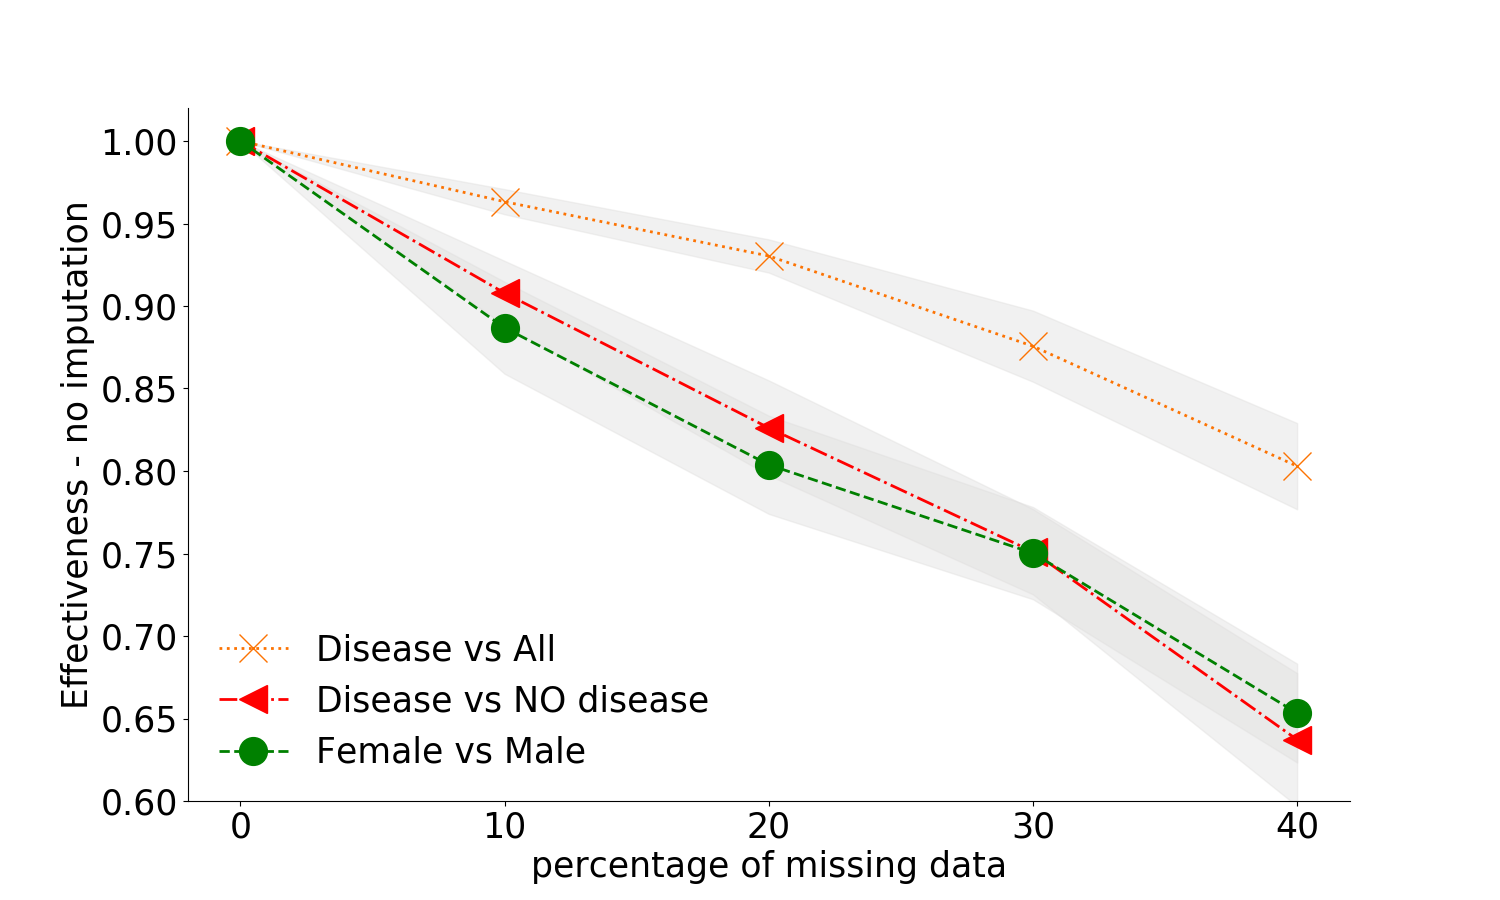 Effectiveness - no imputation
1.00
0.95
0.90
0.85
0.80
0.75
0.70
0.65
0.60
Disease vs All
Disease vs NO disease
Female vs Male
0 10 20 30 40
percentage of missing data